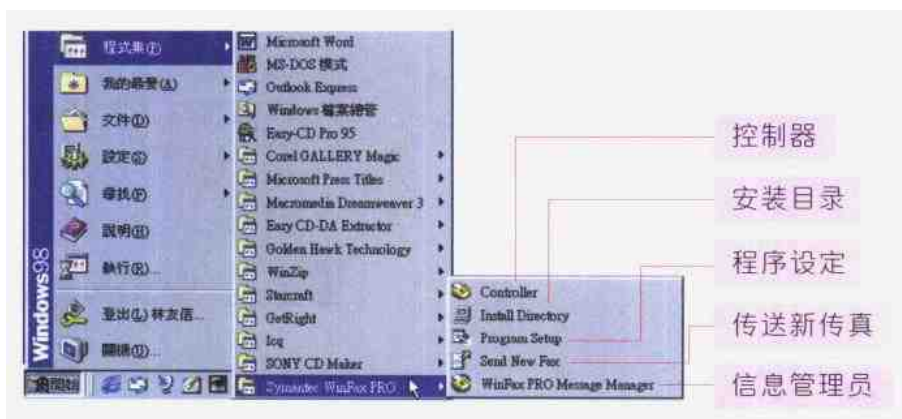 程式集(P)
我的最愛(A)
文件(D)
設定(S)
尋找(F)
說明(H)
執行(R)...
登出(L) 林友信...
關機(U)...
Windows98
開始
Microsoft Word
MS-DOS 模式
Outlook Express
Windows 檔案總管
Easy-CD Pro 95
Corel GALLERY Magic
Microsoft Press Titles
Macromedia Dreamweaver 3
Easy CD-DA Extractor
Golden Hawk Technology
WinZip
Starcraft
GetRight
Icq
SONY CD Maker
Symantec WinFax PRO
Controller
Install Directory
Program Setup
Send New Fax
WinFax PRO Message Manager
控制器
安装目录
程序设定
传送新传真
信息管理员